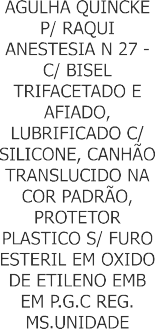 AGULHA QUINCKE
P/ RAQUI
ANESTESIA N 27 -
C/ BISEL
TRIFACETADO E
AFIADO,
LUBRIFICADO C/
SILICONE, CANHÃO
TRANSLUCIDO NA
COR PADRÃO,
PROTETOR
PLASTICO S/ FURO
ESTERIL EM OXIDO
DE ETILENO EMB
EM P.G.C REG.
MS.UNIDADE